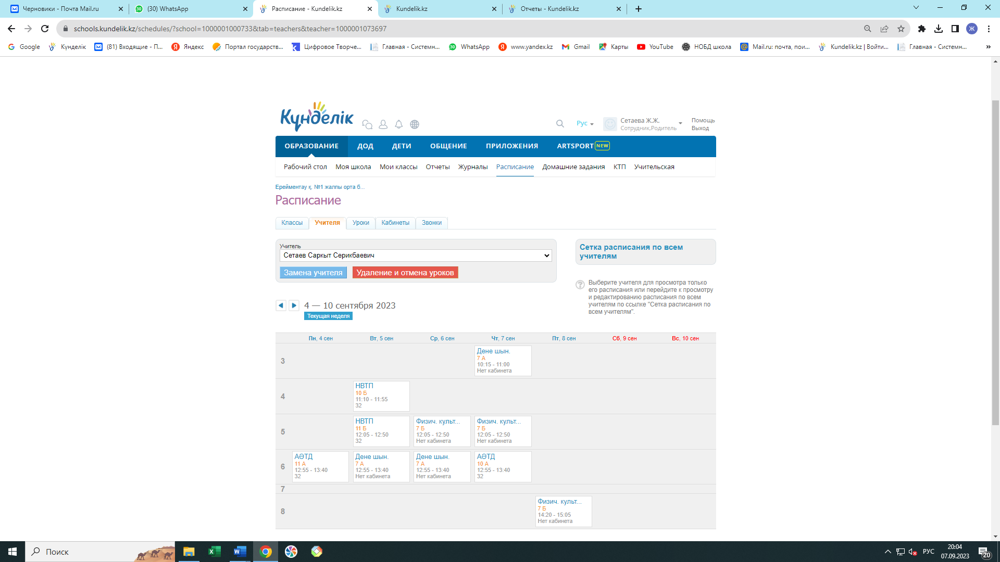 Черновики - Почта Mail.ru
(30) WhatsApp
Расписание - Kundelik.kz
Kundelik.kz
Отчеты - Kundelik.kz
schools.kundelik.kz/schedules/?school=1000001000733&tab=teachers&teacher=1000001073697
Ж
Google
Күнделік
(81) Входящие - П...
Яндекс
Портал государств...
Цифровое Творче...
Главная - Системн...
WhatsApp
www.yandex.kz
Gmail
Карты
YouTube
НОБД школа
Mail.ru: почта, пои...
Kundelik.kz | Войти...
Главная - Системн...
Күнделік
Рус
Сетаева Ж.Ж.
Сотрудник,Родитель
Помощь
Выход
ОБРАЗОВАНИЕ ДОД ДЕТИ ОБЩЕНИЕ ПРИЛОЖЕНИЯ ARTSPORT NEW
Рабочий стол Моя школа Мои классы Отчеты Журналы Расписание Домашние задания КТП Учительская
Ерейментау қ. №1 жалпы орта б...
Расписание
Классы Учителя Уроки Кабинеты Звонки
Учитель
Сетаев Саркыт Серикбаевич
Замена учителя Удаление и отмена уроков
Сетка расписания по всем
учителям
Выберите учителя для просмотра только
его расписания или перейдите к просмотру
и редактированию расписания по всем
учителям по ссылке "Сетка расписания по
всем учителям".
4 — 10 сентября 2023
Текущая неделя
Пн, 4 сен Вт, 5 сен Ср, 6 сен Чт, 7 сен Пт, 8 сен Сб, 9 сен Вс, 10 сен
3
Дене шын.
7 А
10:15 - 11:00
Нет кабинета
4
НВТП
10 Б
11:10 - 11:55
32
5
НВТП
11 Б
12:05 - 12:50
32
Физич. культ...
7 Б
12:05 - 12:50
Нет кабинета
Физич. культ...
7 Б
12:05 - 12:50
Нет кабинета
6
АӘТД
11 А
12:55 - 13:40
32
Дене шын.
7 А
12:55 - 13:40
Нет кабинета
Дене шын.
7 А
12:55 - 13:40
Нет кабинета
АӘТД
10 А
12:55 - 13:40
32
7
8
Физич. культ...
7 Б
14:20 - 15:05
Нет кабинета
Поиск
РУС
20:04
07.09.2023
20